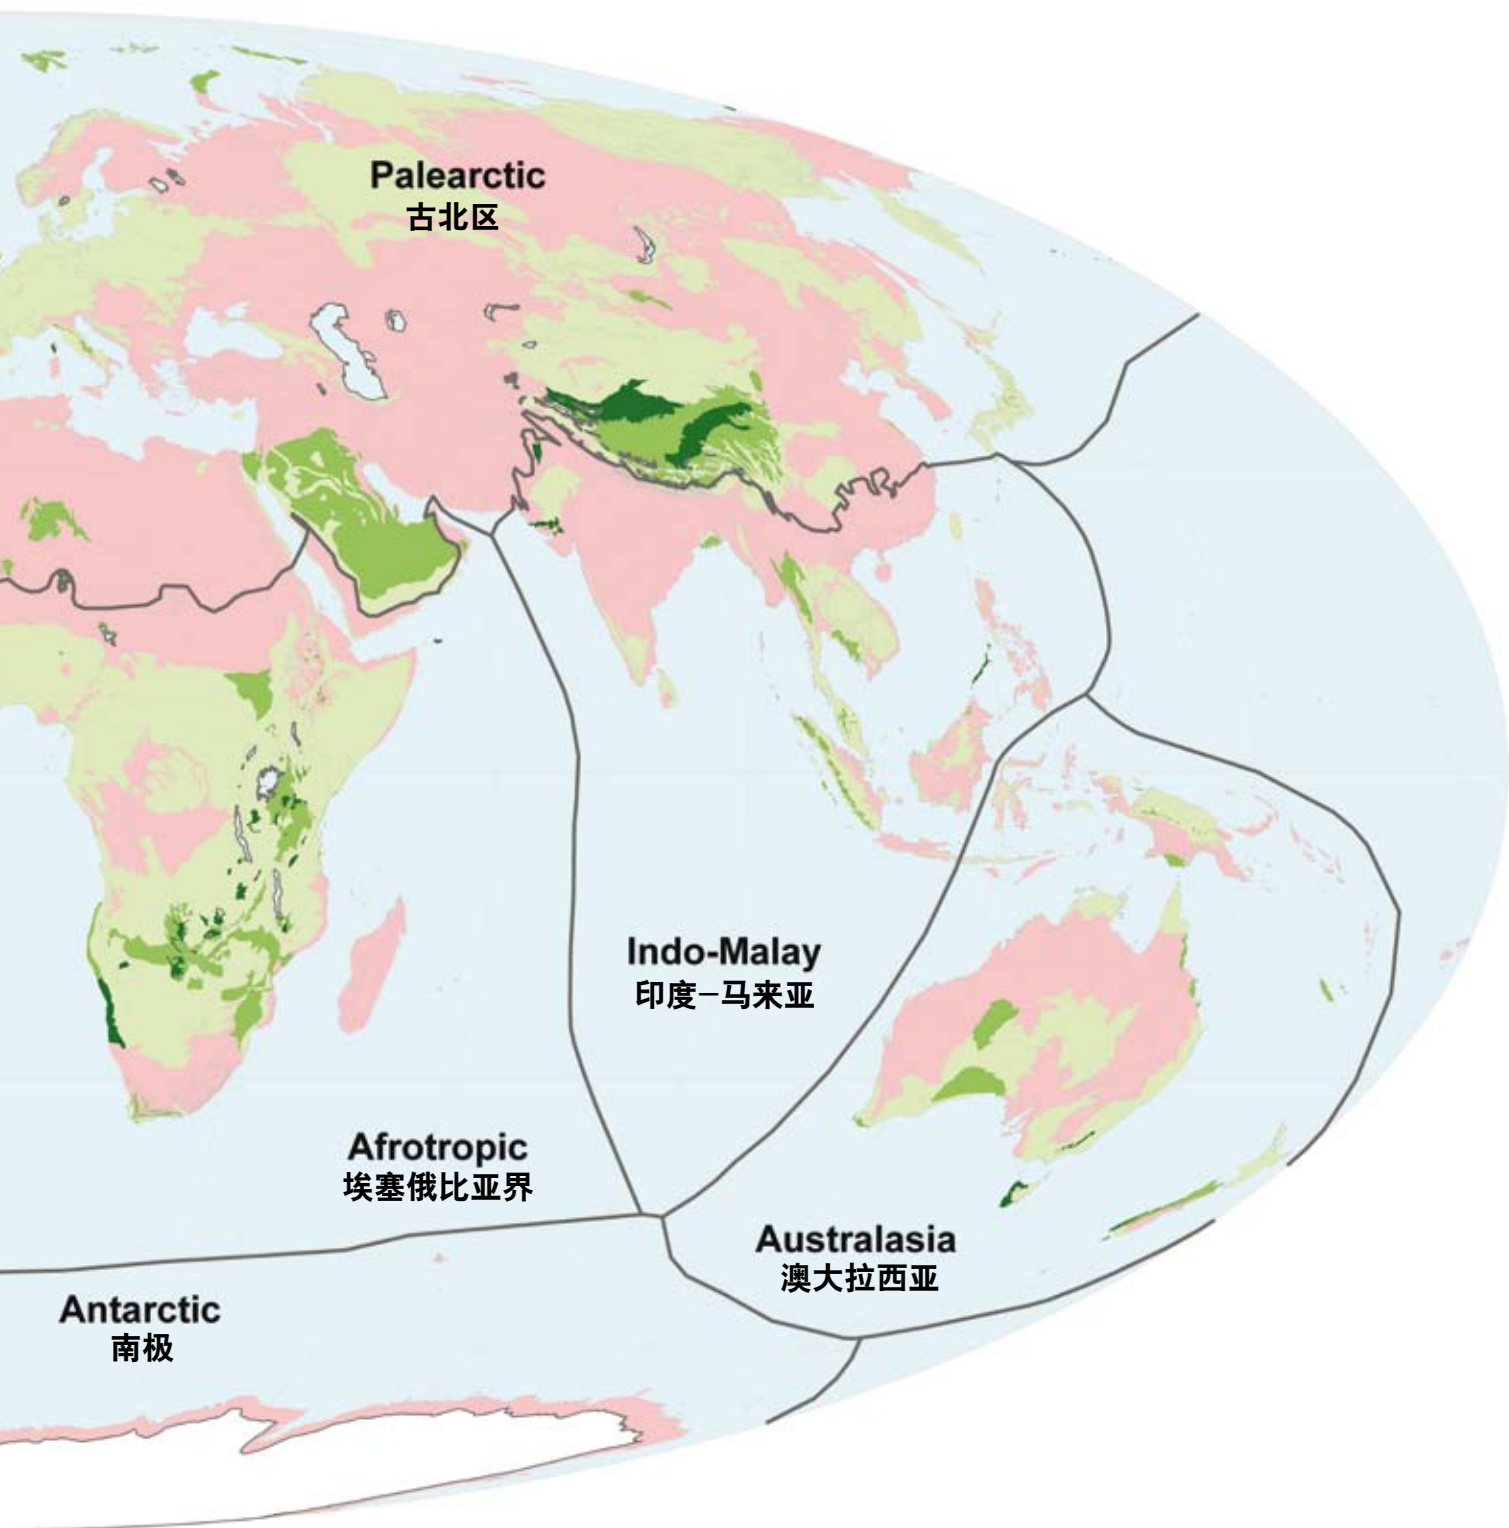 Palearctic
古北区
Indo-Malay
印度–马来亚
Afrotropic
埃塞俄比亚界
Australasia
澳大拉西亚
Antarctic
南极